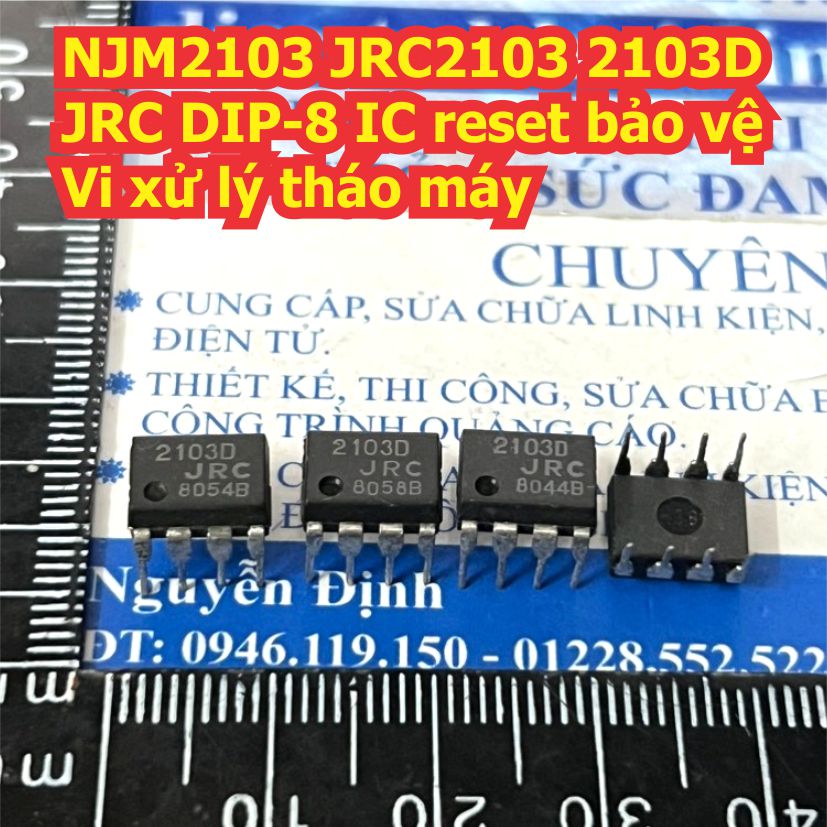 NJM2103 JRC2103 2103D
JRC DIP-8 IC reset bảo vệ
Vi xử lý tháo máy
SỨC ĐAM
CHUYÊN
CUNG CẤP, SỬA CHỮA LINH KIỆN,
ĐIỆN TỬ.
THIẾT KẾ, THI CÔNG, SỬA CHỮA
CÔNG TRÌNH QUẢNG CÁO.
KIỆN
2103D
JRC
8054B
2103D
JRC
8058B
2103D
JRC
8044B
Nguyễn Định
ĐT: 0946.119.150 - 01228.552.522